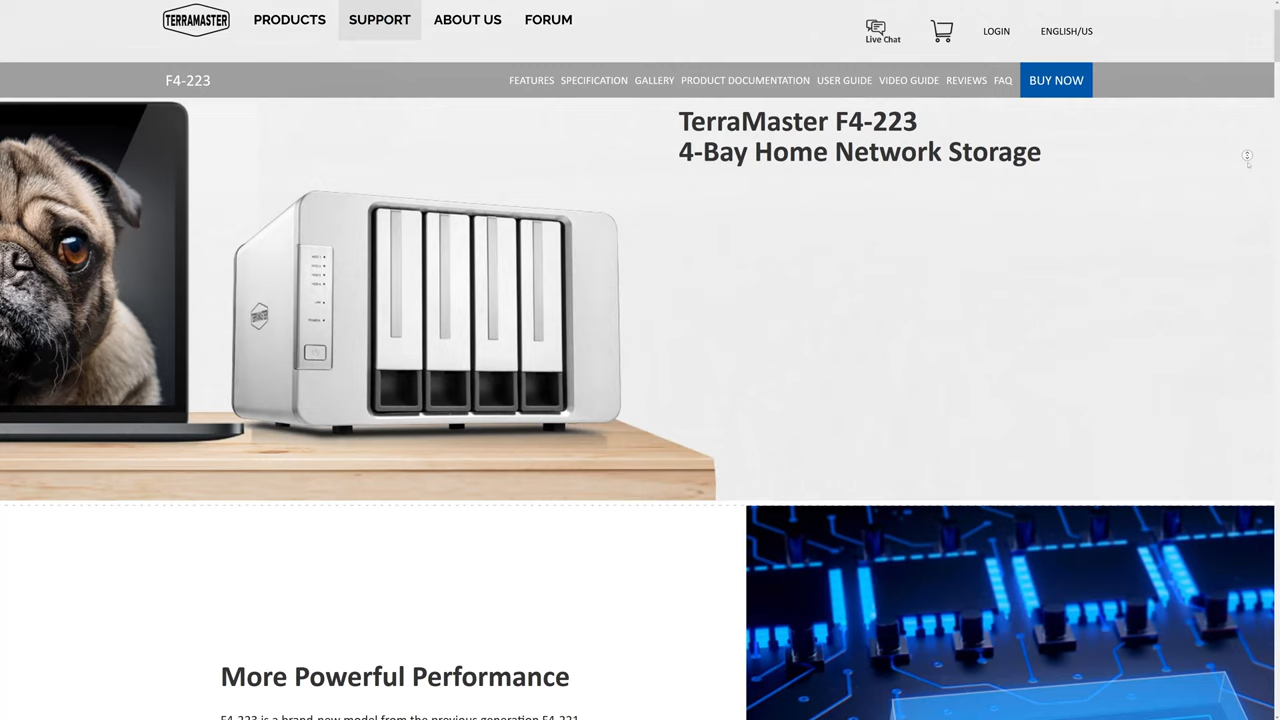 TERRAMASTER
PRODUCTS SUPPORT ABOUT US FORUM
Live Chat
LOGIN
ENGLISH/US
F4-223
FEATURES SPECIFICATION GALLERY PRODUCT DOCUMENTATION USER GUIDE VIDEO GUIDE REVIEWS FAQ BUY NOW
TerraMaster F4-223
4-Bay Home Network Storage
More Powerful Performance
F4-223 is a brand-new model from the previous generation F4-221